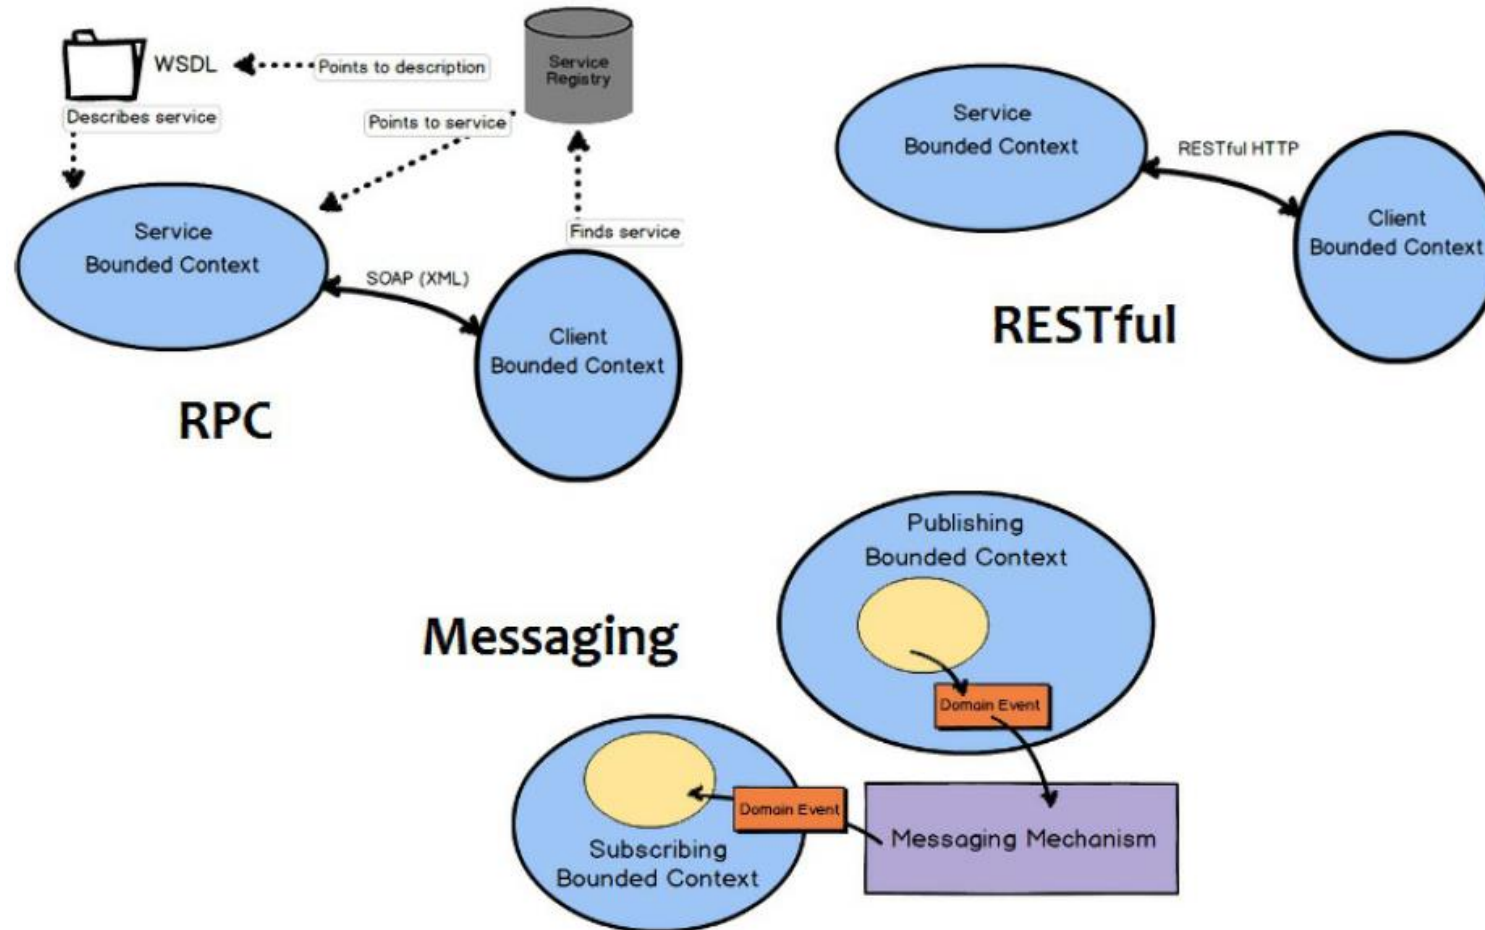 WSDL
Points to description
Service
Registry
Describes service
Points to service
Finds service
Service
Bounded Context
SOAP (XML)
Client
Bounded Context
RPC
Service
Bounded Context
RESTful HTTP
Client
Bounded Context
RESTful
Messaging
Publishing
Bounded Context
Domain Event
Domain Event
Messaging Mechanism
Subscribing
Bounded Context